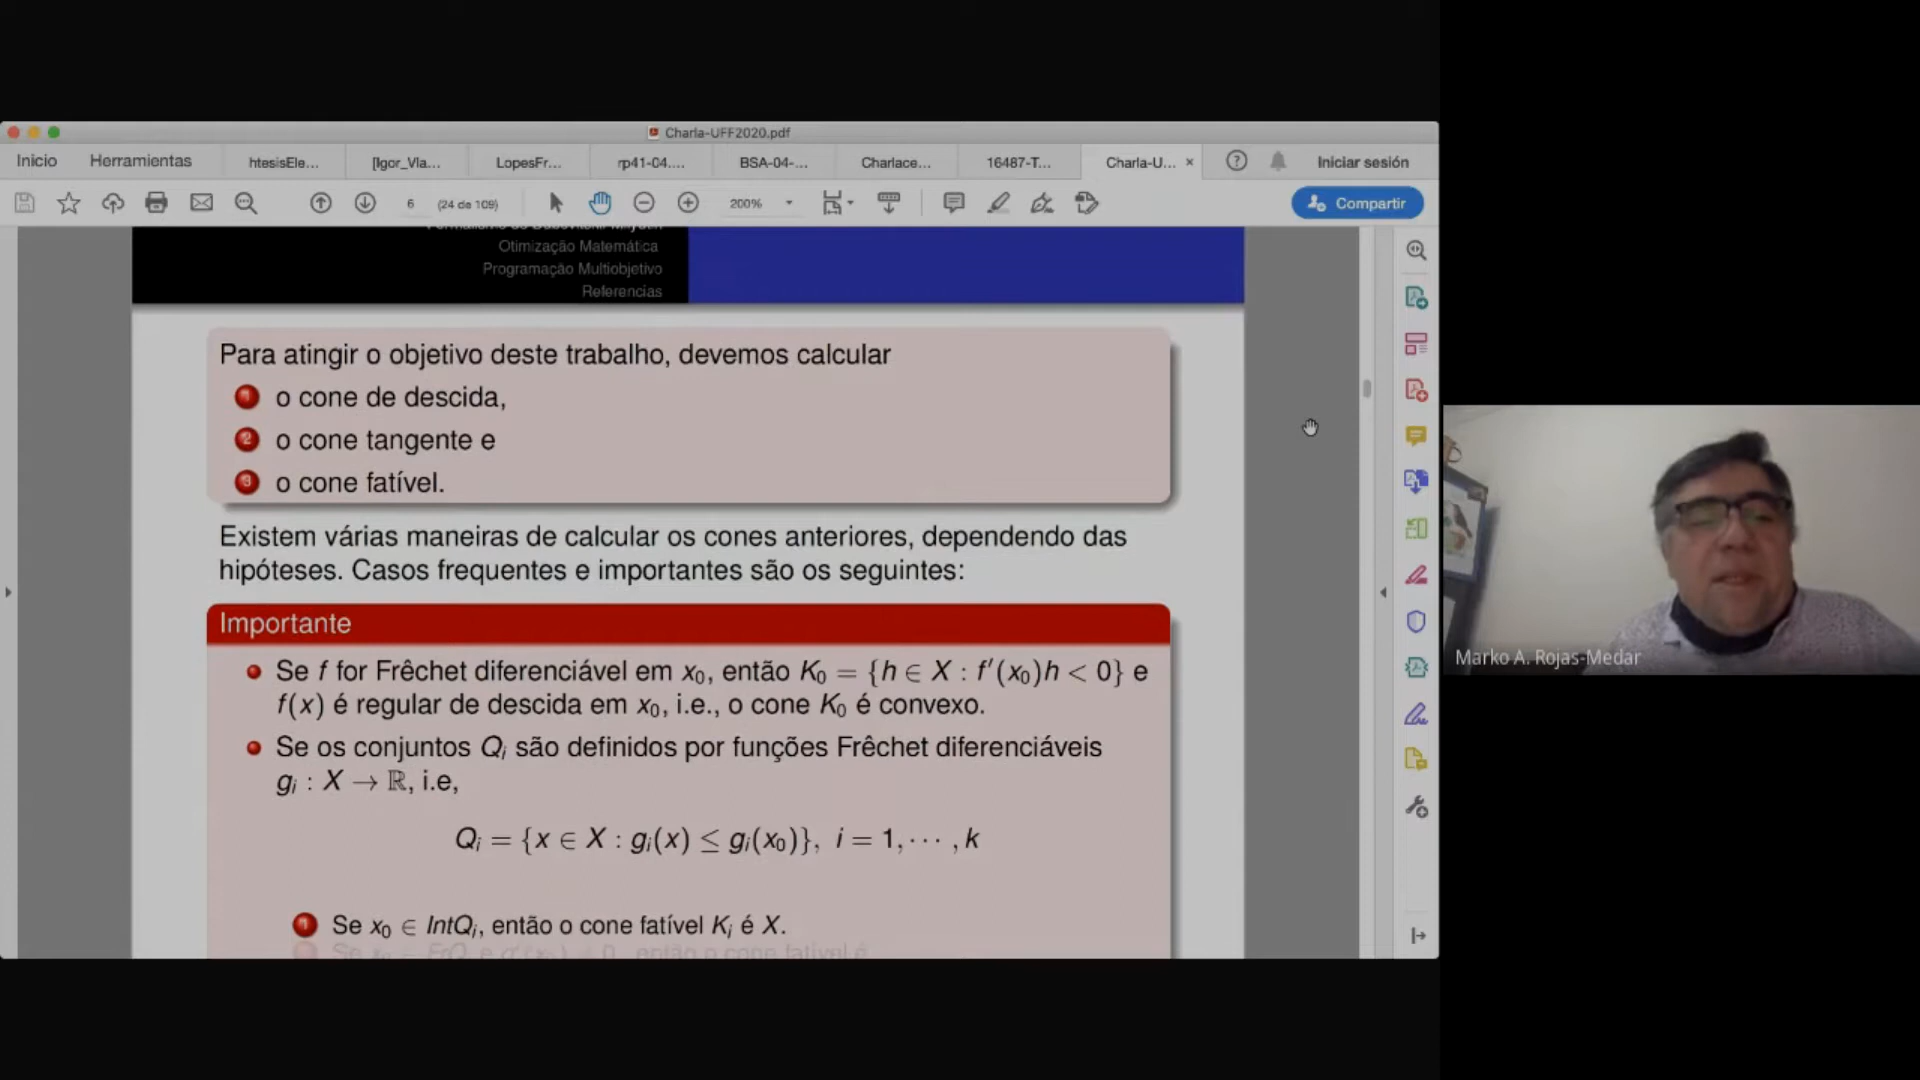 Charla-UFF2020.pdf
Inicio Herramientas htesisEle... [Igor_Vla... LopesFr... rp41-04.... BSA-04-... Charlace... 16487-T... Charla-U... × Iniciar sesión
6 (24 de 109) 200% Compartir
Otimização Matemática
Programação Multiobjetivo
Referencias
Para atingir o objetivo deste trabalho, devemos calcular
1 o cone de descida,
2 o cone tangente e
3 o cone fatível.
Existem várias maneiras de calcular os cones anteriores, dependendo das
hipóteses. Casos frequentes e importantes são os seguintes:
Importante
Se f for Frêchet diferenciável em x₀, então K₀ = {h ∈ X : f′(x₀)h < 0} e
f(x) é regular de descida em x₀, i.e., o cone K₀ é convexo.
Se os conjuntos Qᵢ são definidos por funções Frêchet diferenciáveis
gᵢ : X → ℝ, i.e,
Qᵢ = {x ∈ X : gᵢ(x) ≤ gᵢ(x₀)}, i = 1, ⋯ , k
1 Se x₀ ∈ IntQᵢ, então o cone fatível Kᵢ é X.
Marko A. Rojas-Medar